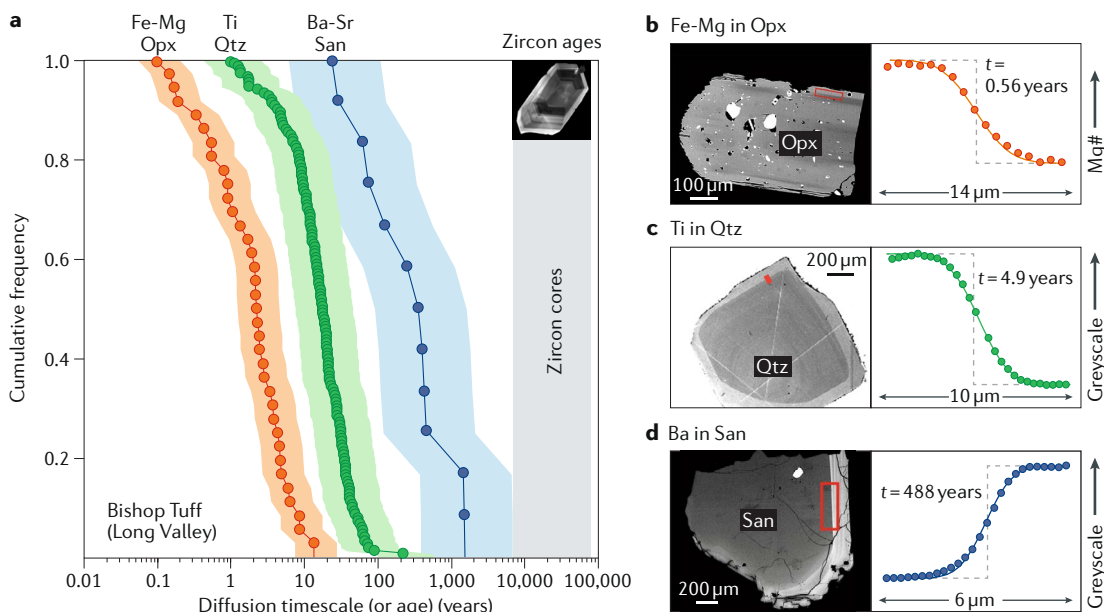 a
Fe-Mg
Opx
Ti
Qtz
Ba-Sr
San
Zircon ages
Cumulative frequency
1.0
0.8
0.6
0.4
0.2
Zircon cores
Bishop Tuff
(Long Valley)
0.01
0.1
1
10
100
1,000
10,000
100,000
Diffusion timescale (or age) (years)
b Fe-Mg in Opx
Opx
100 µm
t =
0.56 years
14 µm
Mg#
c Ti in Qtz
200 µm
Qtz
t = 4.9 years
10 µm
Greyscale
d Ba in San
San
200 µm
t = 488 years
6 µm
Greyscale